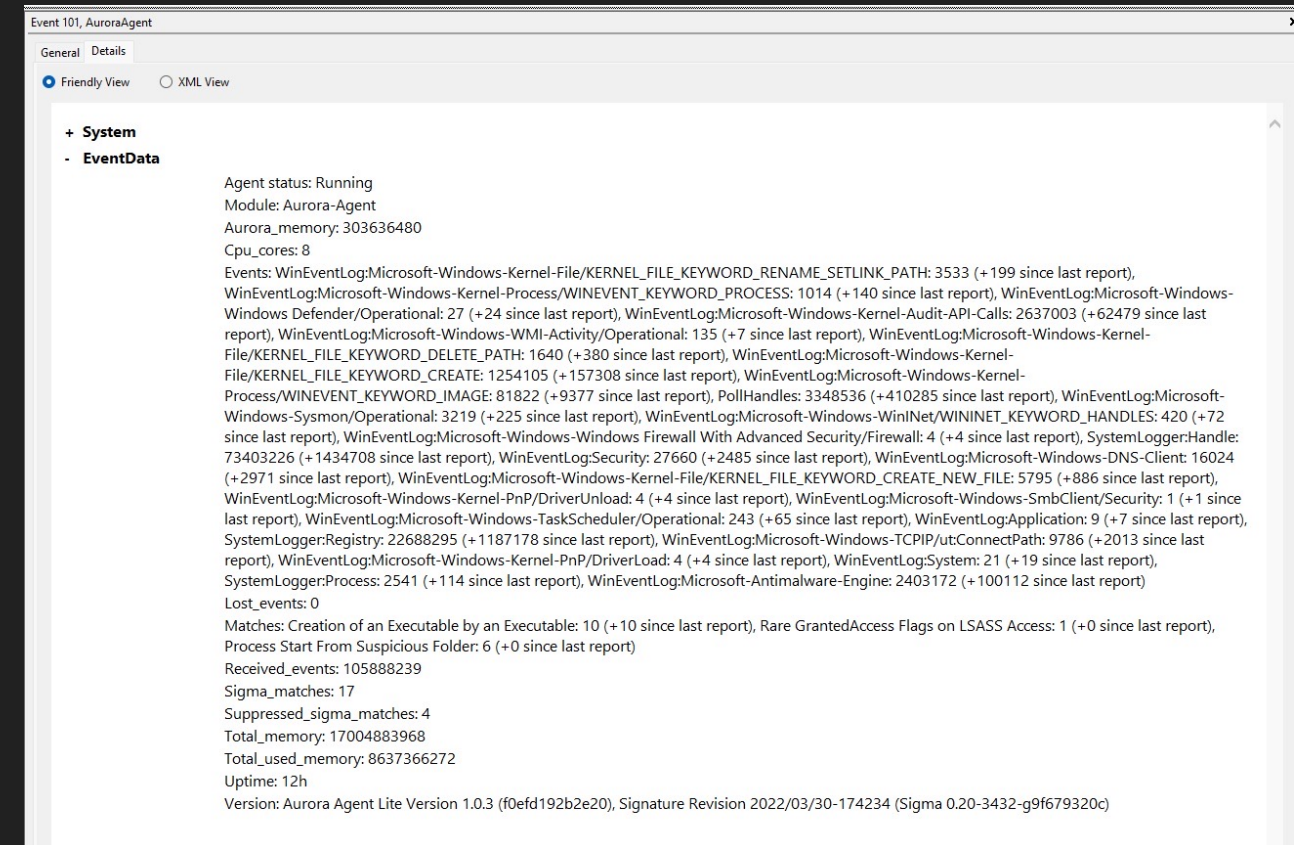 Event 101, AuroraAgent
General Details
Friendly View XML View
+ System
- EventData
Agent status: Running
Module: Aurora-Agent
Aurora_memory: 303636480
Cpu_cores: 8
Events: WinEventLog:Microsoft-Windows-Kernel-File/KERNEL_FILE_KEYWORD_RENAME_SETLINK_PATH: 3533 (+199 since last report),
WinEventLog:Microsoft-Windows-Kernel-Process/WINEVENT_KEYWORD_PROCESS: 1014 (+140 since last report), WinEventLog:Microsoft-Windows-
Windows Defender/Operational: 27 (+24 since last report), WinEventLog:Microsoft-Windows-Kernel-Audit-API-Calls: 2637003 (+62479 since last
report), WinEventLog:Microsoft-Windows-WMI-Activity/Operational: 135 (+7 since last report), WinEventLog:Microsoft-Windows-Kernel-
File/KERNEL_FILE_KEYWORD_DELETE_PATH: 1640 (+380 since last report), WinEventLog:Microsoft-Windows-Kernel-
File/KERNEL_FILE_KEYWORD_CREATE: 1254105 (+157308 since last report), WinEventLog:Microsoft-Windows-Kernel-
Process/WINEVENT_KEYWORD_IMAGE: 81822 (+9377 since last report), PollHandles: 3348536 (+410285 since last report), WinEventLog:Microsoft-
Windows-Sysmon/Operational: 3219 (+225 since last report), WinEventLog:Microsoft-Windows-WinINet/WININET_KEYWORD_HANDLES: 420 (+72
since last report), WinEventLog:Microsoft-Windows-Windows Firewall With Advanced Security/Firewall: 4 (+4 since last report), SystemLogger:Handle:
73403226 (+1434708 since last report), WinEventLog:Security: 27660 (+2485 since last report), WinEventLog:Microsoft-Windows-DNS-Client: 16024
(+2971 since last report), WinEventLog:Microsoft-Windows-Kernel-File/KERNEL_FILE_KEYWORD_CREATE_NEW_FILE: 5795 (+886 since last report),
WinEventLog:Microsoft-Windows-Kernel-PnP/DriverUnload: 4 (+4 since last report), WinEventLog:Microsoft-Windows-SmbClient/Security: 1 (+1 since
last report), WinEventLog:Microsoft-Windows-TaskScheduler/Operational: 243 (+65 since last report), WinEventLog:Application: 9 (+7 since last report),
SystemLogger:Registry: 22688295 (+1187178 since last report), WinEventLog:Microsoft-Windows-TCPIP/ut:ConnectPath: 9786 (+2013 since last
report), WinEventLog:Microsoft-Windows-Kernel-PnP/DriverLoad: 4 (+4 since last report), WinEventLog:System: 21 (+19 since last report),
SystemLogger:Process: 2541 (+114 since last report), WinEventLog:Microsoft-Antimalware-Engine: 2403172 (+100112 since last report)
Lost_events: 0
Matches: Creation of an Executable by an Executable: 10 (+10 since last report), Rare GrantedAccess Flags on LSASS Access: 1 (+0 since last report),
Process Start From Suspicious Folder: 6 (+0 since last report)
Received_events: 105888239
Sigma_matches: 17
Suppressed_sigma_matches: 4
Total_memory: 17004883968
Total_used_memory: 8637366272
Uptime: 12h
Version: Aurora Agent Lite Version 1.0.3 (f0efd192b2e20), Signature Revision 2022/03/30-174234 (Sigma 0.20-3432-g9f679320c)